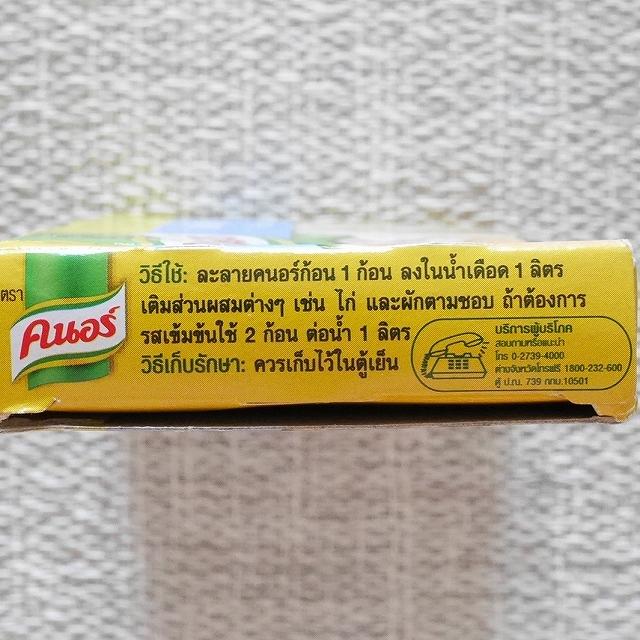 ตรา
คนอร์
วิธีใช้: ละลายคนอร์ก้อน 1 ก้อน ลงในน้ำเดือด 1 ลิตร
เติมส่วนผสมต่างๆ เช่น ไก่ และผักตามชอบ ถ้าต้องการ
รสเข้มข้นใช้ 2 ก้อน ต่อน้ำ 1 ลิตร
วิธีเก็บรักษา: ควรเก็บไว้ในตู้เย็น
บริการผู้บริโภค
สอบถามหรือแนะนำ
โทร 0-2739-4000
ต่างจังหวัดโทรฟรี 1800-232-600
ตู้ ป.ณ. 739 กทม.10501